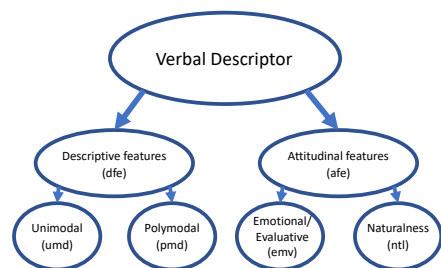 Verbal Descriptor
Descriptive features
(dfe)
Attitudinal features
(afe)
Unimodal
(umd)
Polymodal
(pmd)
Emotional/
Evaluative
(emv)
Naturalness
(ntl)